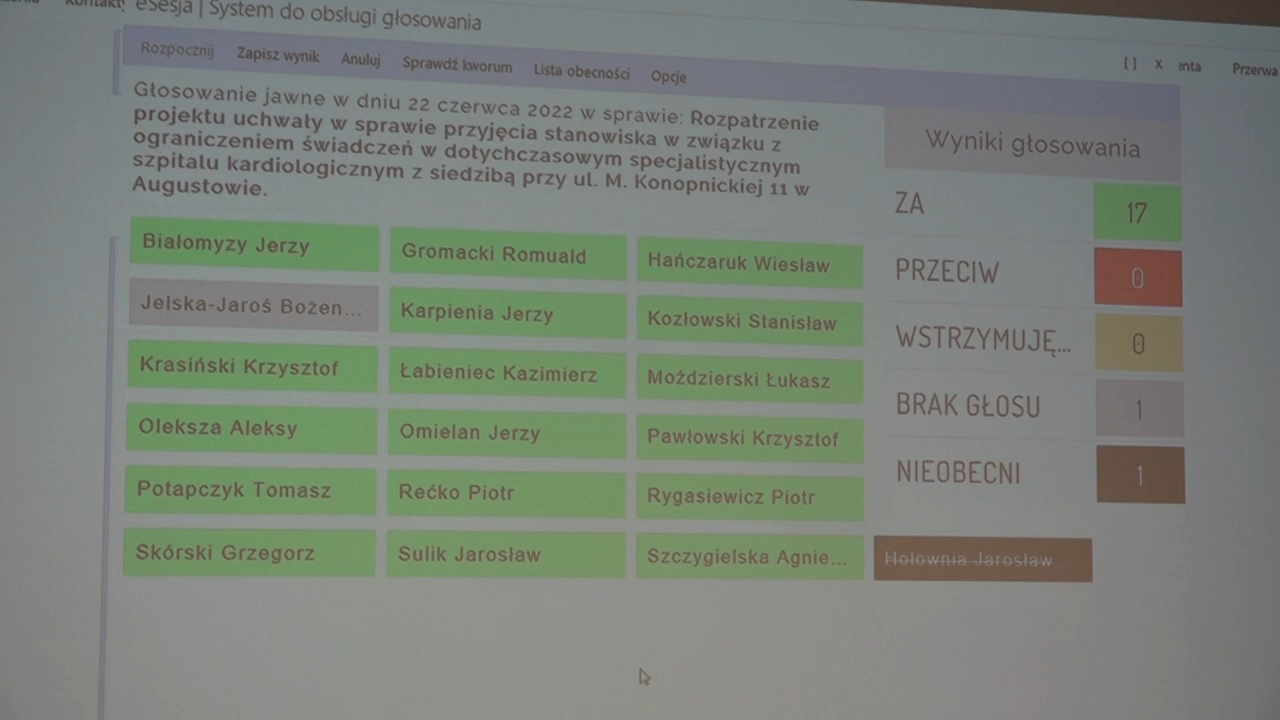 Kontakt
eSesja | System do obsługi głosowania
Rozpocznij Zapisz wynik Anuluj Sprawdź kworum Lista obecności Opcje [ ] X Przerwa
Głosowanie jawne w dniu 22 czerwca 2022 w sprawie: Rozpatrzenie
projektu uchwały w sprawie przyjęcia stanowiska w związku z
ograniczeniem świadczeń w dotychczasowym specjalistycznym
szpitalu kardiologicznym z siedzibą przy ul. M. Konopnickiej 11 w
Augustowie.
Białomyzy Jerzy Gromacki Romuald Hańczaruk Wiesław
Jelska-Jaroś Bożen... Karpienia Jerzy Kozłowski Stanisław
Krasiński Krzysztof Łabieniec Kazimierz Moździerski Łukasz
Oleksza Aleksy Omielan Jerzy Pawłowski Krzysztof
Potapczyk Tomasz Rećko Piotr Rygasiewicz Piotr
Skórski Grzegorz Sulik Jarosław Szczygielska Agnie...
Wyniki głosowania
ZA 17
PRZECIW 0
WSTRZYMUJĘ... 0
BRAK GŁOSU 1
NIEOBECNI 1
Hołownia Jarosław...